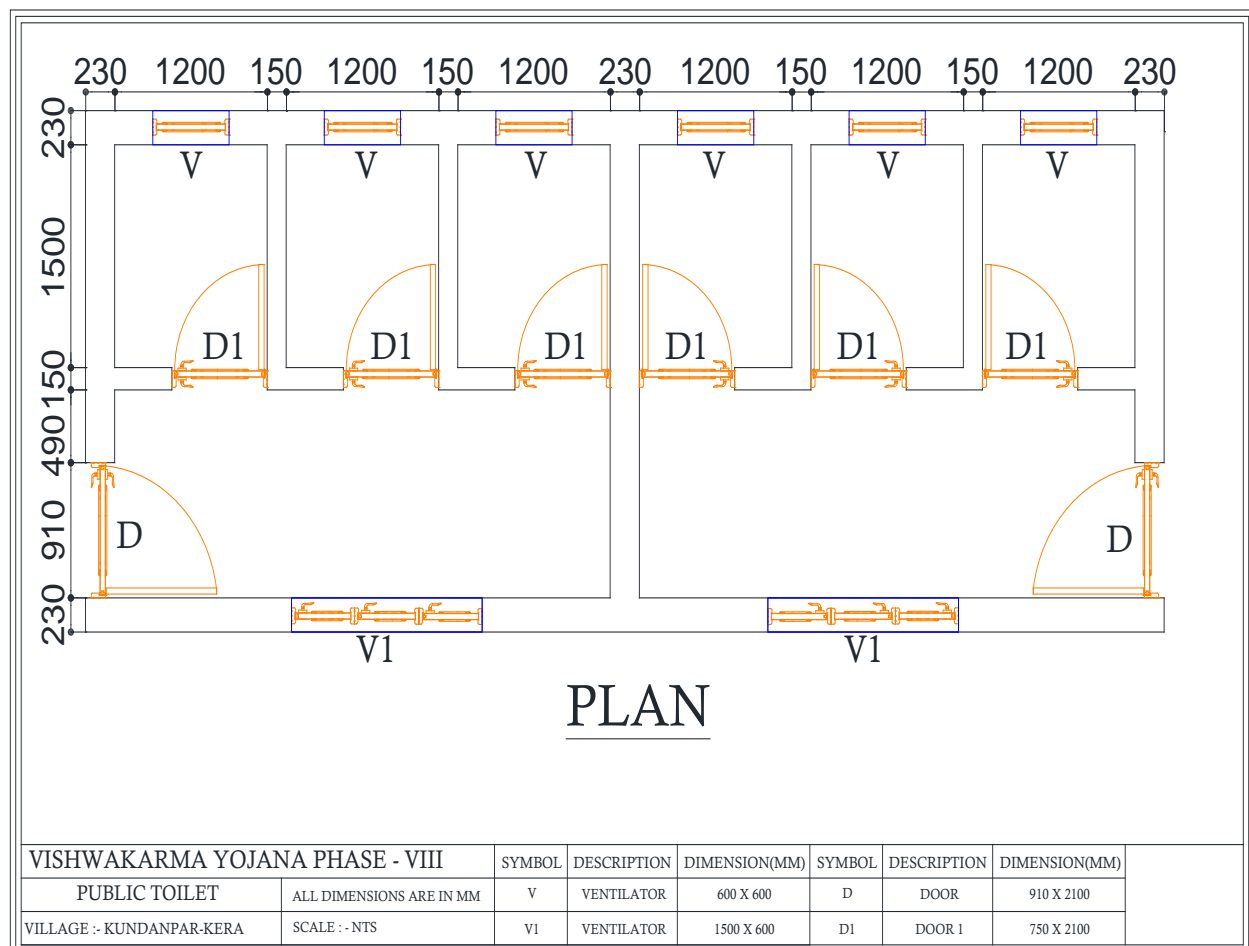 230 1200 150 1200 150 1200 230 1200 150 1200 150 1200 230
230
V V V V V V
1500
D1 D1 D1 D1 D1 D1
150
490
910
D D
230
V1 V1
PLAN
VISHWAKARMA YOJANA PHASE - VIII SYMBOL DESCRIPTION DIMENSION(MM) SYMBOL DESCRIPTION DIMENSION(MM)
PUBLIC TOILET ALL DIMENSIONS ARE IN MM V VENTILATOR 600 X 600 D DOOR 910 X 2100
VILLAGE :- KUNDANPAR-KERA SCALE : - NTS V1 VENTILATOR 1500 X 600 D1 DOOR 1 750 X 2100